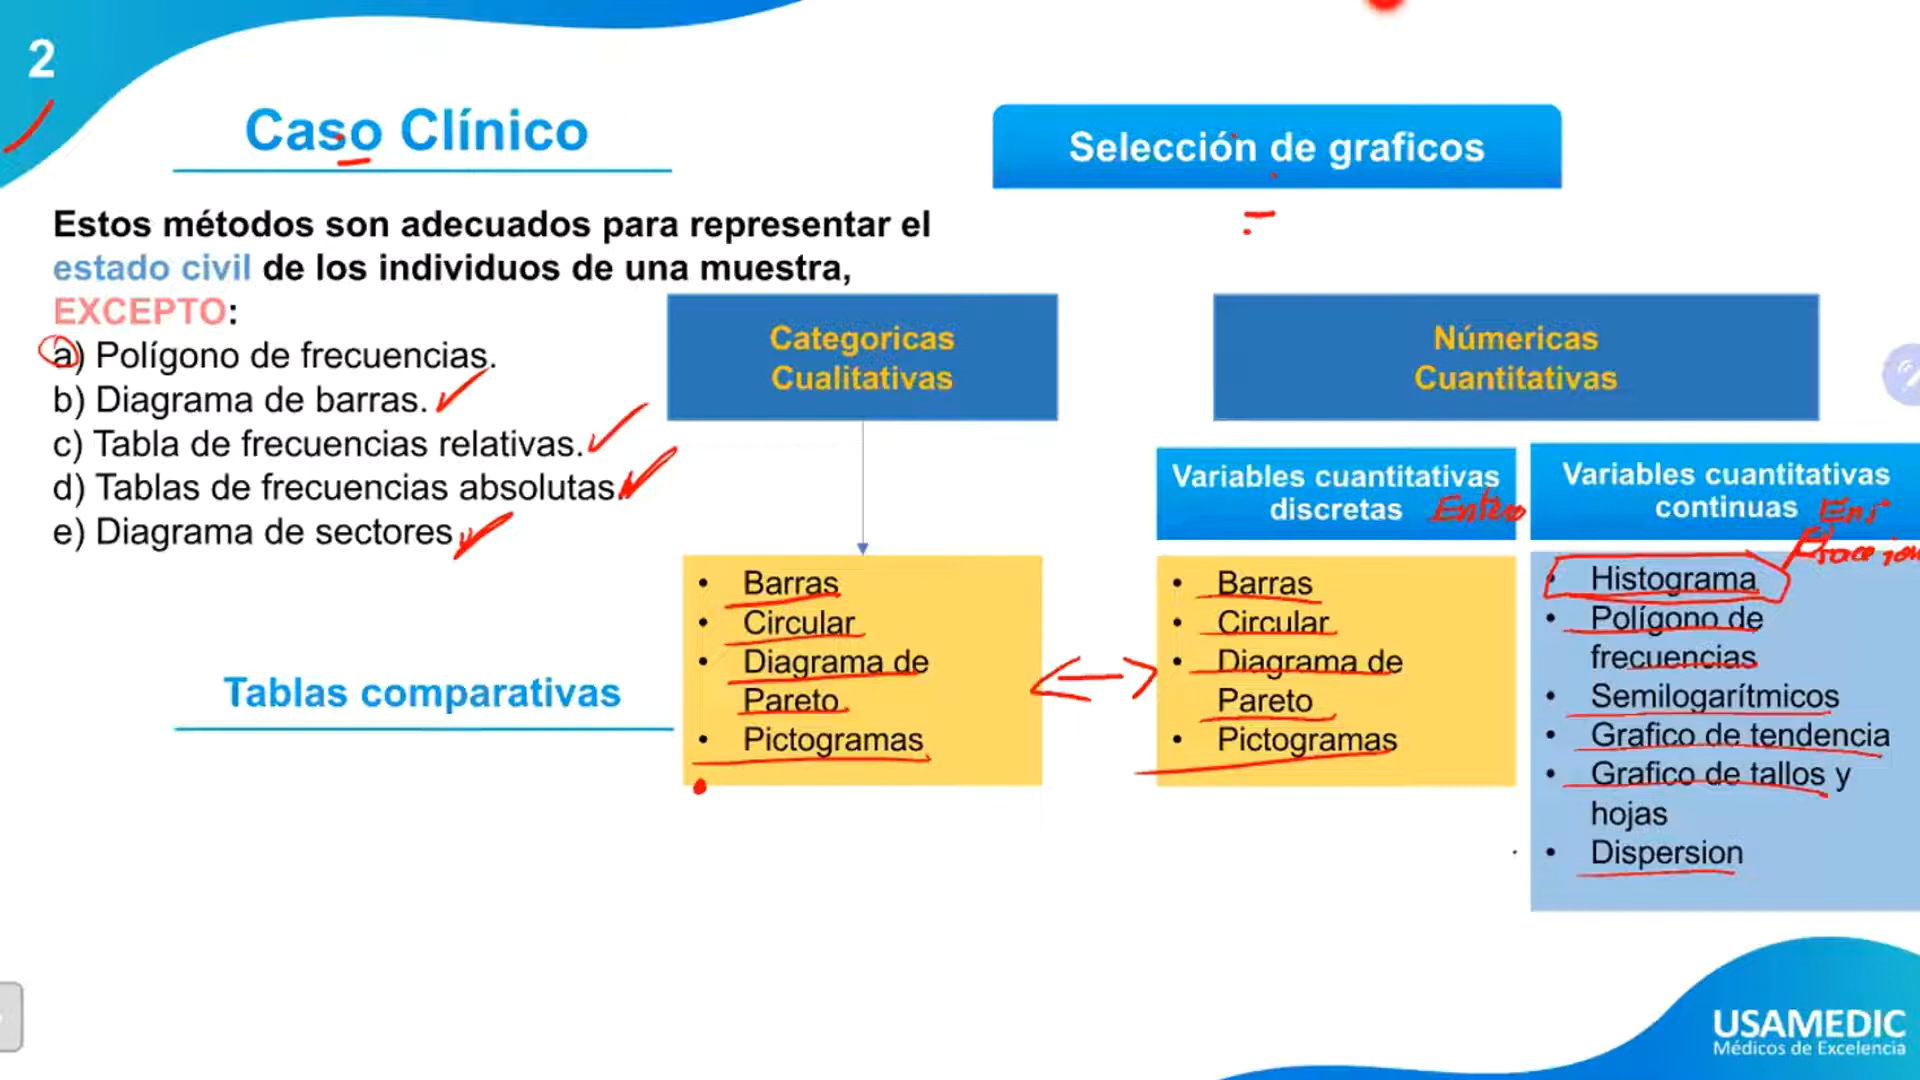 2
Caso Clínico
Selección de graficos
Estos métodos son adecuados para representar el
estado civil de los individuos de una muestra,
EXCEPTO:
a) Polígono de frecuencias.
b) Diagrama de barras.
c) Tabla de frecuencias relativas.
d) Tablas de frecuencias absolutas.
e) Diagrama de sectores
Tablas comparativas
Categoricas
Cualitativas
• Barras
• Circular
• Diagrama de
Pareto
• Pictogramas
Númericas
Cuantitativas
Variables cuantitativas
discretas Entero
• Barras
• Circular
• Diagrama de
Pareto
• Pictogramas
Variables cuantitativas
continuas
• Histograma
• Polígono de
frecuencias
• Semilogarítmicos
• Grafico de tendencia
• Grafico de tallos y
hojas
• Dispersion
USAMEDIC
Médicos de Excelencia